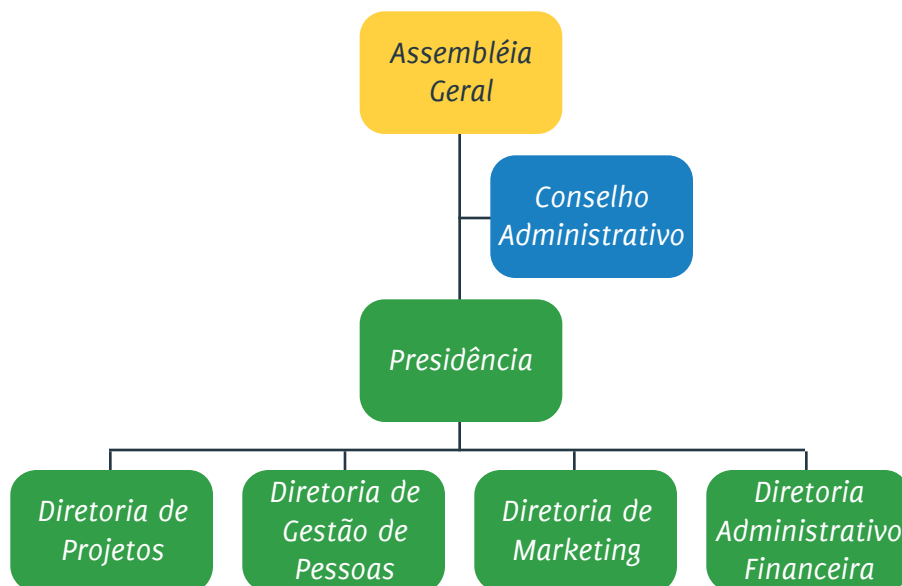 Assembléia
Geral
Conselho
Administrativo
Presidência
Diretoria de
Projetos
Diretoria de
Gestão de
Pessoas
Diretoria de
Marketing
Diretoria
Administrativo
Financeira